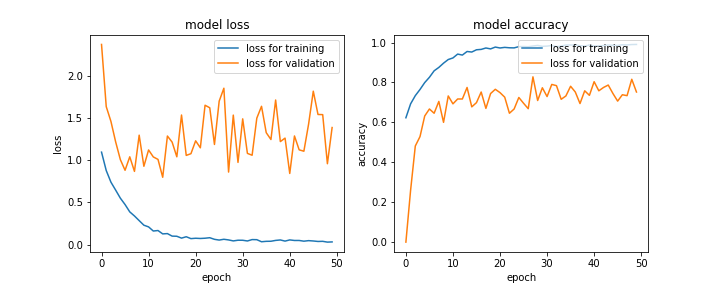 model loss
loss for training
loss for validation
2.0
1.5
1.0
0.5
0.0
loss
0 10 20 30 40 50
epoch
model accuracy
loss for training
loss for validation
1.0
0.8
0.6
0.4
0.2
0.0
accuracy
0 10 20 30 40 50
epoch